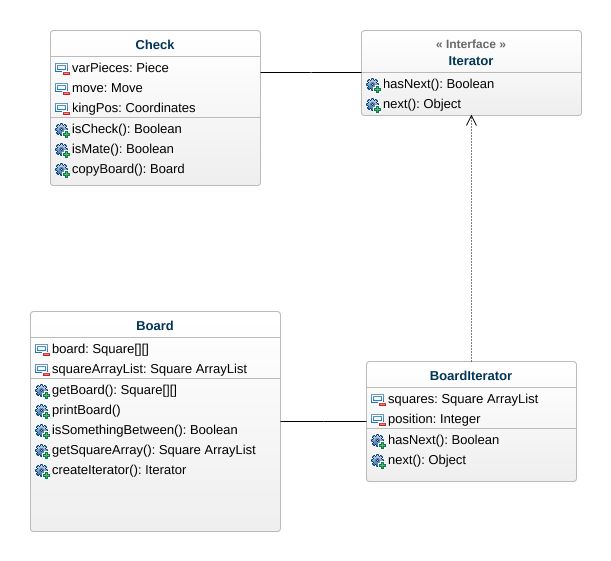 Check
varPieces: Piece
move: Move
kingPos: Coordinates
isCheck(): Boolean
isMate(): Boolean
copyBoard(): Board
« Interface »
Iterator
hasNext(): Boolean
next(): Object
Board
board: Square[][]
squareArrayList: Square ArrayList
getBoard(): Square[][]
printBoard()
isSomethingBetween(): Boolean
getSquareArray(): Square ArrayList
createIterator(): Iterator
BoardIterator
squares: Square ArrayList
position: Integer
hasNext(): Boolean
next(): Object